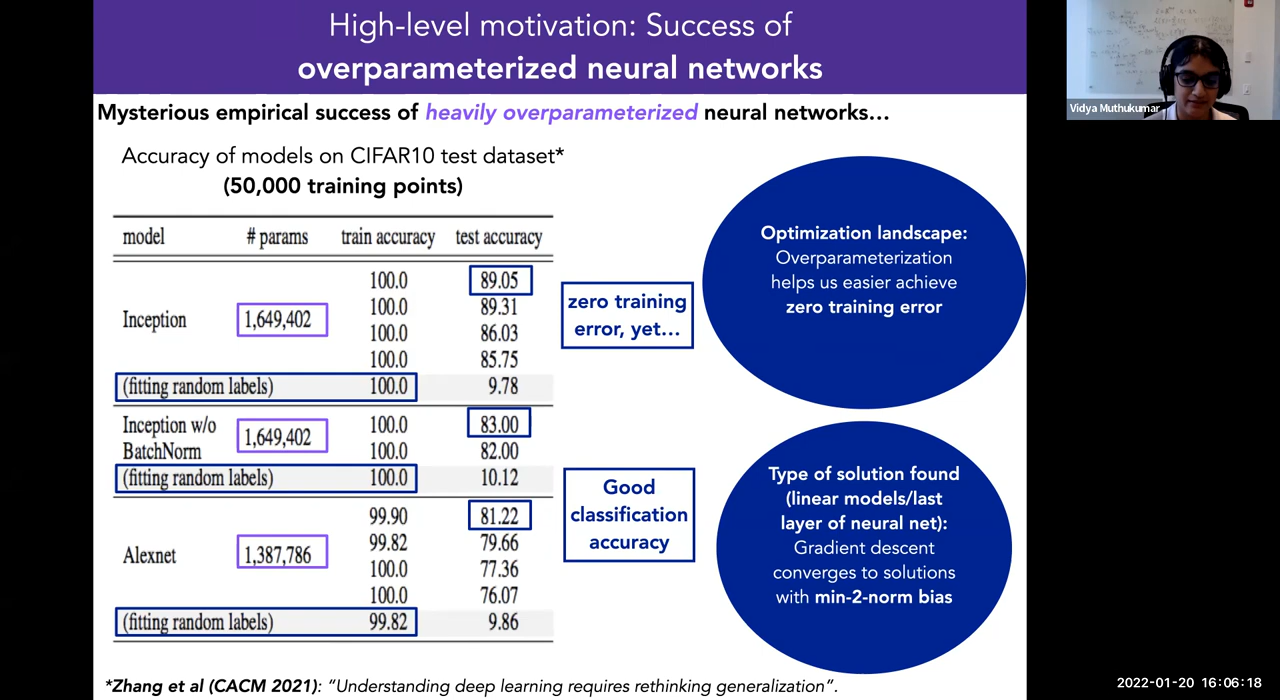 High-level motivation: Success of
overparameterized neural networks
Vidya Muthukumar
Mysterious empirical success of heavily overparameterized neural networks…
Accuracy of models on CIFAR10 test dataset*
(50,000 training points)
model # params train accuracy test accuracy
100.0 89.05
100.0 89.31
Inception 1,649,402
100.0 86.03
100.0 85.75
(fitting random labels) 100.0 9.78
Inception w/o 100.0 83.00
1,649,402
BatchNorm 100.0 82.00
(fitting random labels) 100.0 10.12
99.90 81.22
99.82 79.66
Alexnet 1,387,786
100.0 77.36
100.0 76.07
(fitting random labels) 99.82 9.86
zero training
error, yet…
Good
classification
accuracy
Optimization landscape:
Overparameterization
helps us easier achieve
zero training error
Type of solution found
(linear models/last
layer of neural net):
Gradient descent
converges to solutions
with min-2-norm bias
*Zhang et al (CACM 2021): “Understanding deep learning requires rethinking generalization”.
2022-01-20 16:06:18